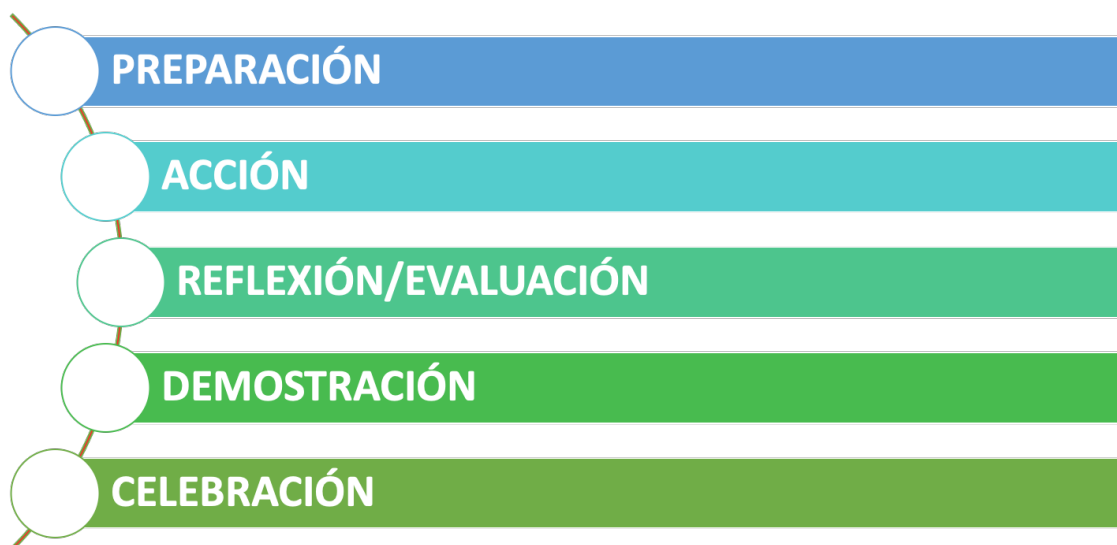 PREPARACIÓN
ACCIÓN
REFLEXIÓN/EVALUACIÓN
DEMOSTRACIÓN
CELEBRACIÓN